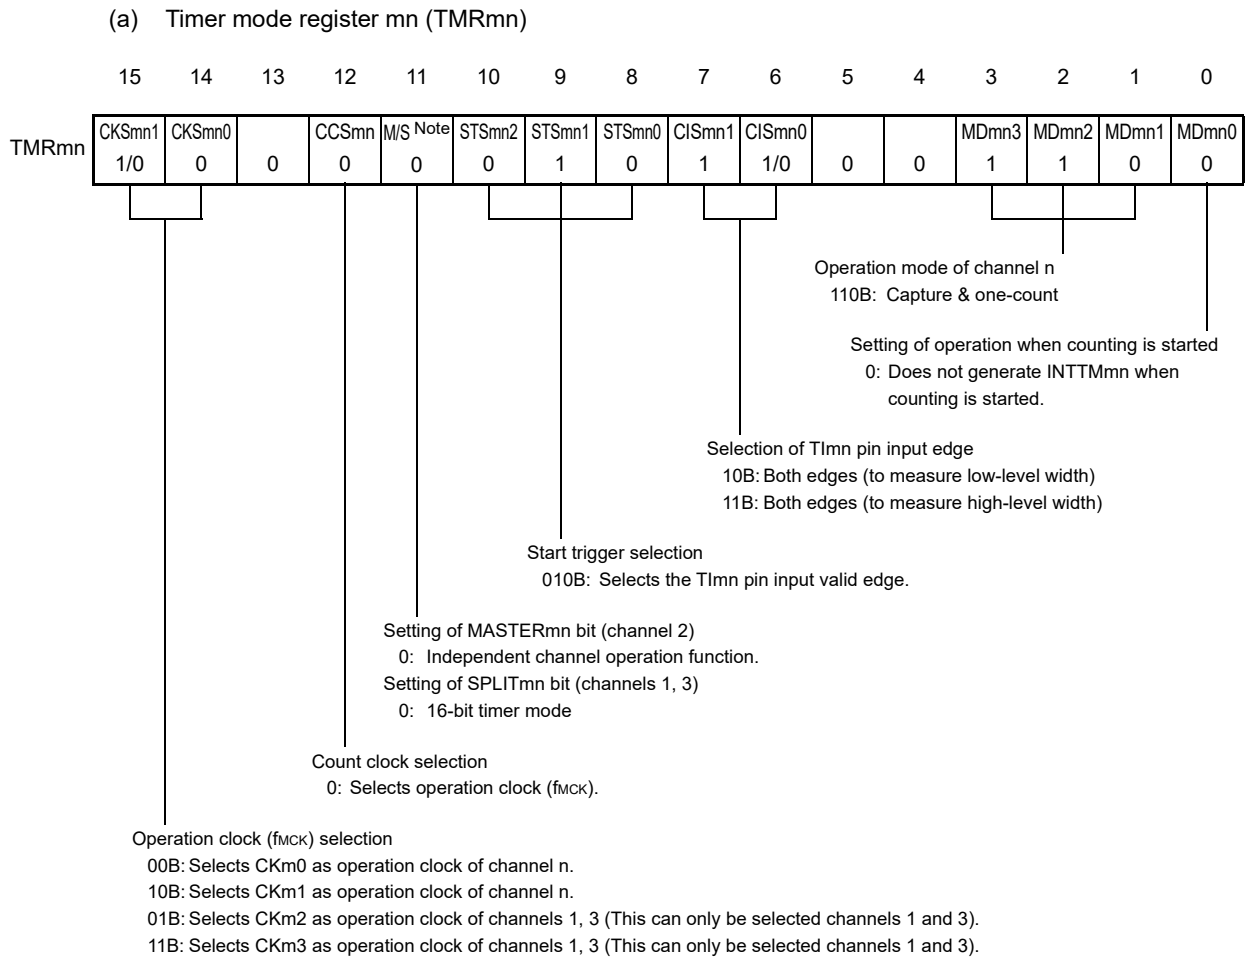 (a) Timer mode register mn (TMRmn)
15 14 13 12 11 10 9 8 7 6 5 4 3 2 1 0
TMRmn CKSmn1 CKSmn0 CCSmn M/S Note STSmn2 STSmn1 STSmn0 CISmn1 CISmn0 MDmn3 MDmn2 MDmn1 MDmn0
1/0 0 0 0 0 0 1 0 1 1/0 0 0 1 1 0 0
Operation mode of channel n
110B: Capture & one-count
Setting of operation when counting is started
0: Does not generate INTTMmn when
counting is started.
Selection of TImn pin input edge
10B: Both edges (to measure low-level width)
11B: Both edges (to measure high-level width)
Start trigger selection
010B: Selects the TImn pin input valid edge.
Setting of MASTERmn bit (channel 2)
0: Independent channel operation function.
Setting of SPLITmn bit (channels 1, 3)
0: 16-bit timer mode
Count clock selection
0: Selects operation clock (fMCK).
Operation clock (fMCK) selection
00B: Selects CKm0 as operation clock of channel n.
10B: Selects CKm1 as operation clock of channel n.
01B: Selects CKm2 as operation clock of channels 1, 3 (This can only be selected channels 1 and 3).
11B: Selects CKm3 as operation clock of channels 1, 3 (This can only be selected channels 1 and 3).